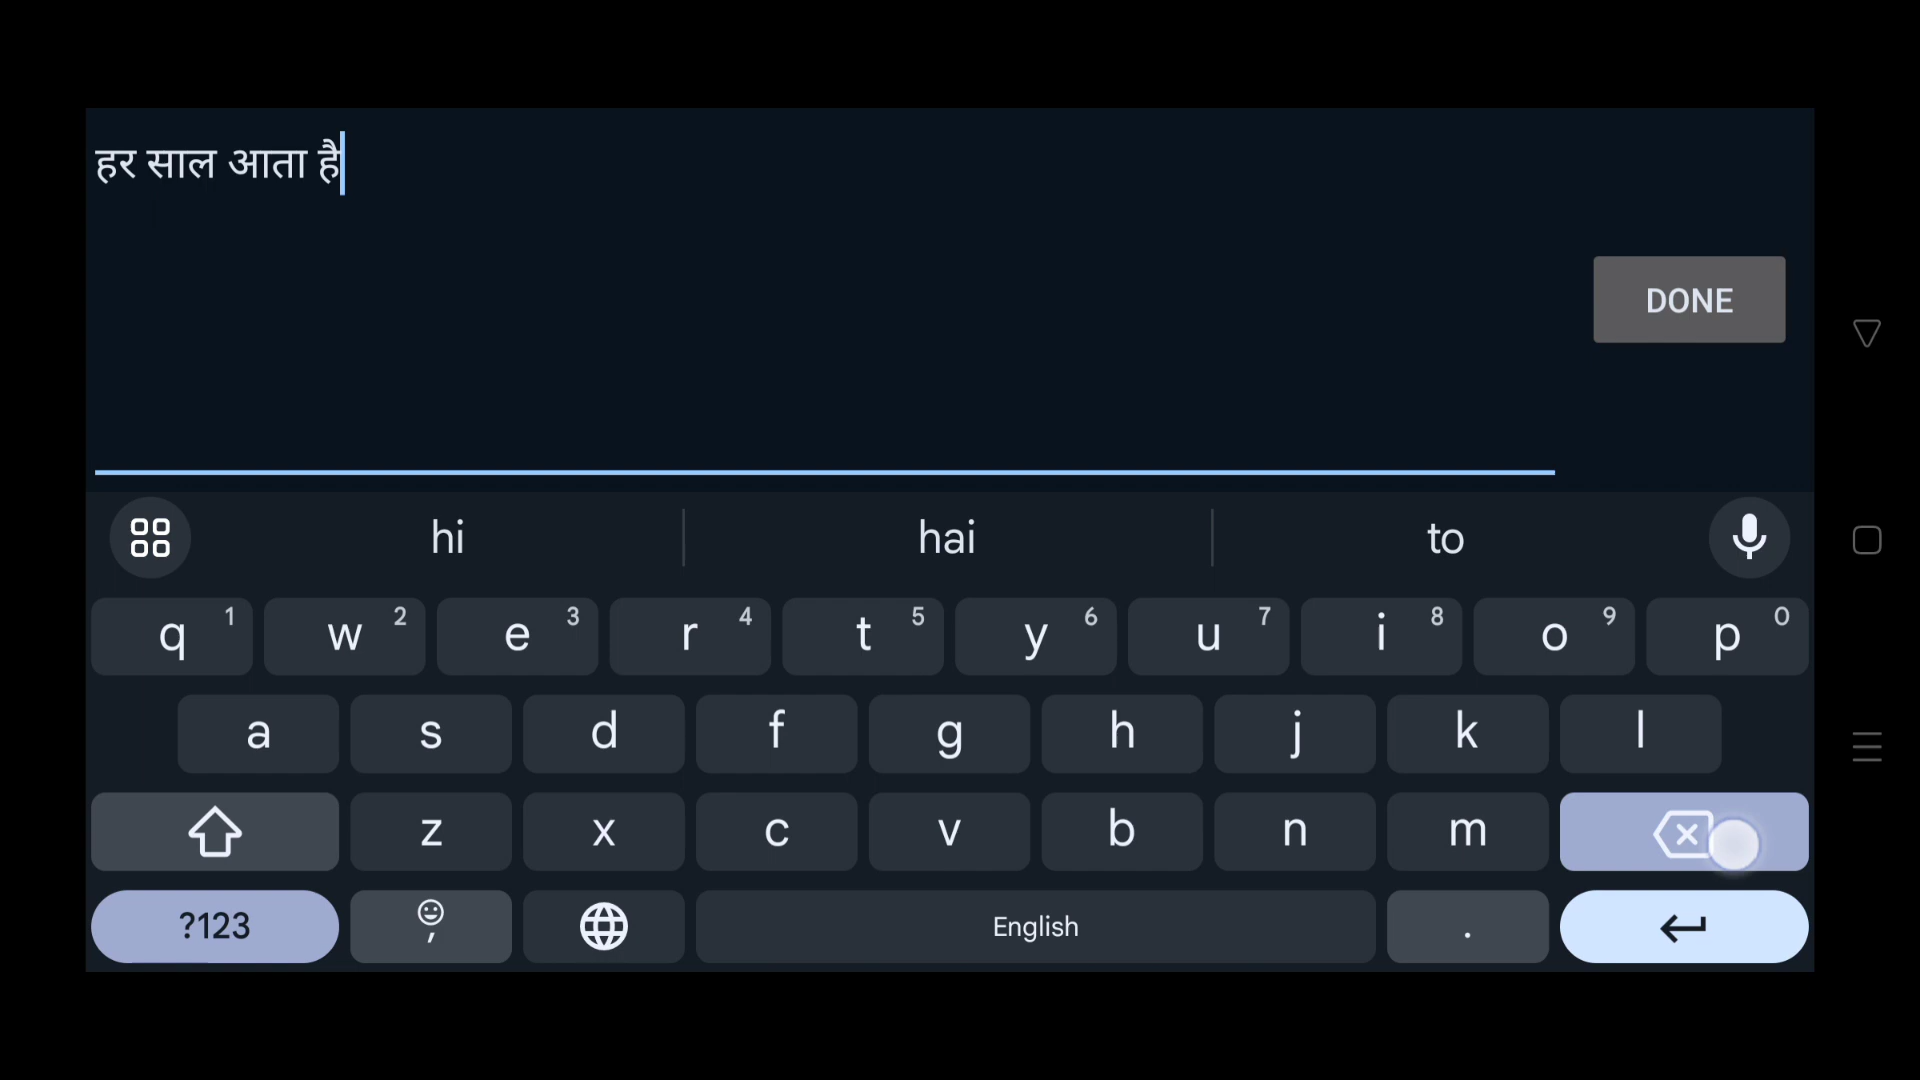 हर साल आता है
DONE
hi hai to
q 1 w 2 e 3 r 4 t 5 y 6 u 7 i 8 o 9 p 0
a s d f g h j k l
z x c v b n m
?123 , English .